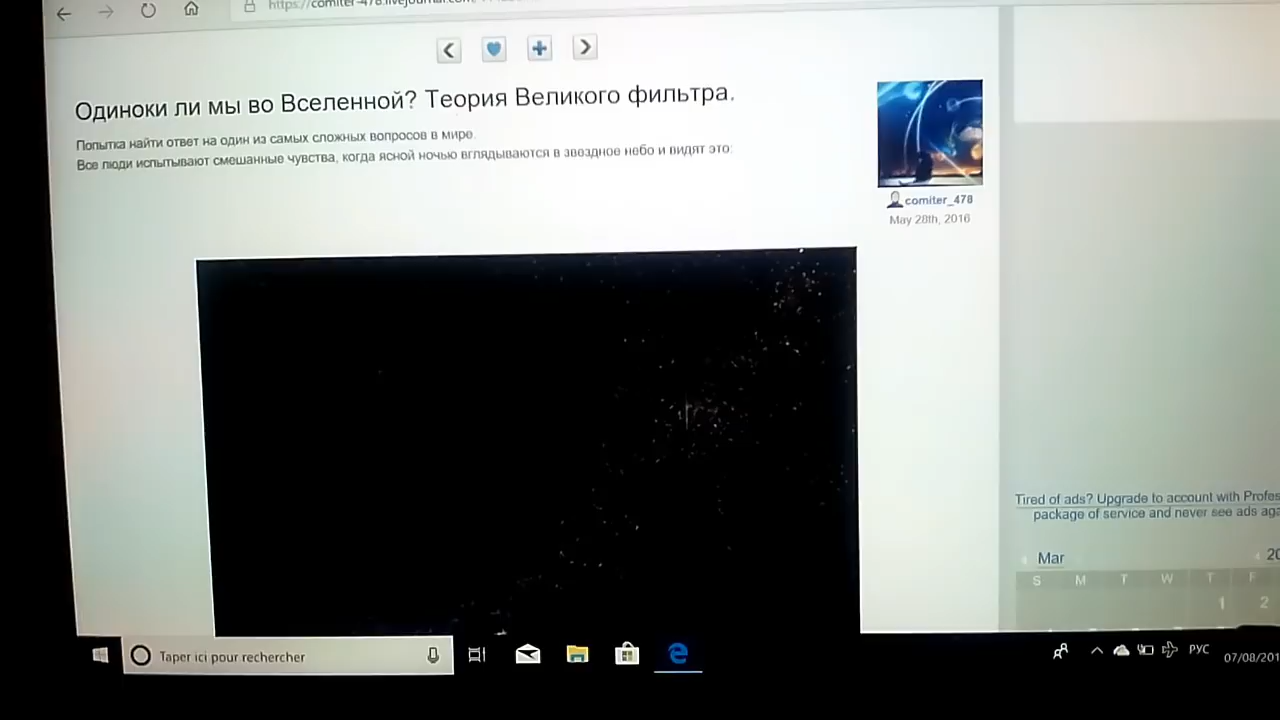 Одиноки ли мы во Вселенной? Теория Великого фильтра.
Попытка найти ответ на один из самых сложных вопросов в мире.
Все люди испытывают смешанные чувства, когда ясной ночью вглядываются в звездное небо и видят это:
comiter_478
May 28th, 2016
Tired of ads? Upgrade to account with
package of service and never see ads
Mar
S M T W T F
1 2
Taper ici pour rechercher
РУС